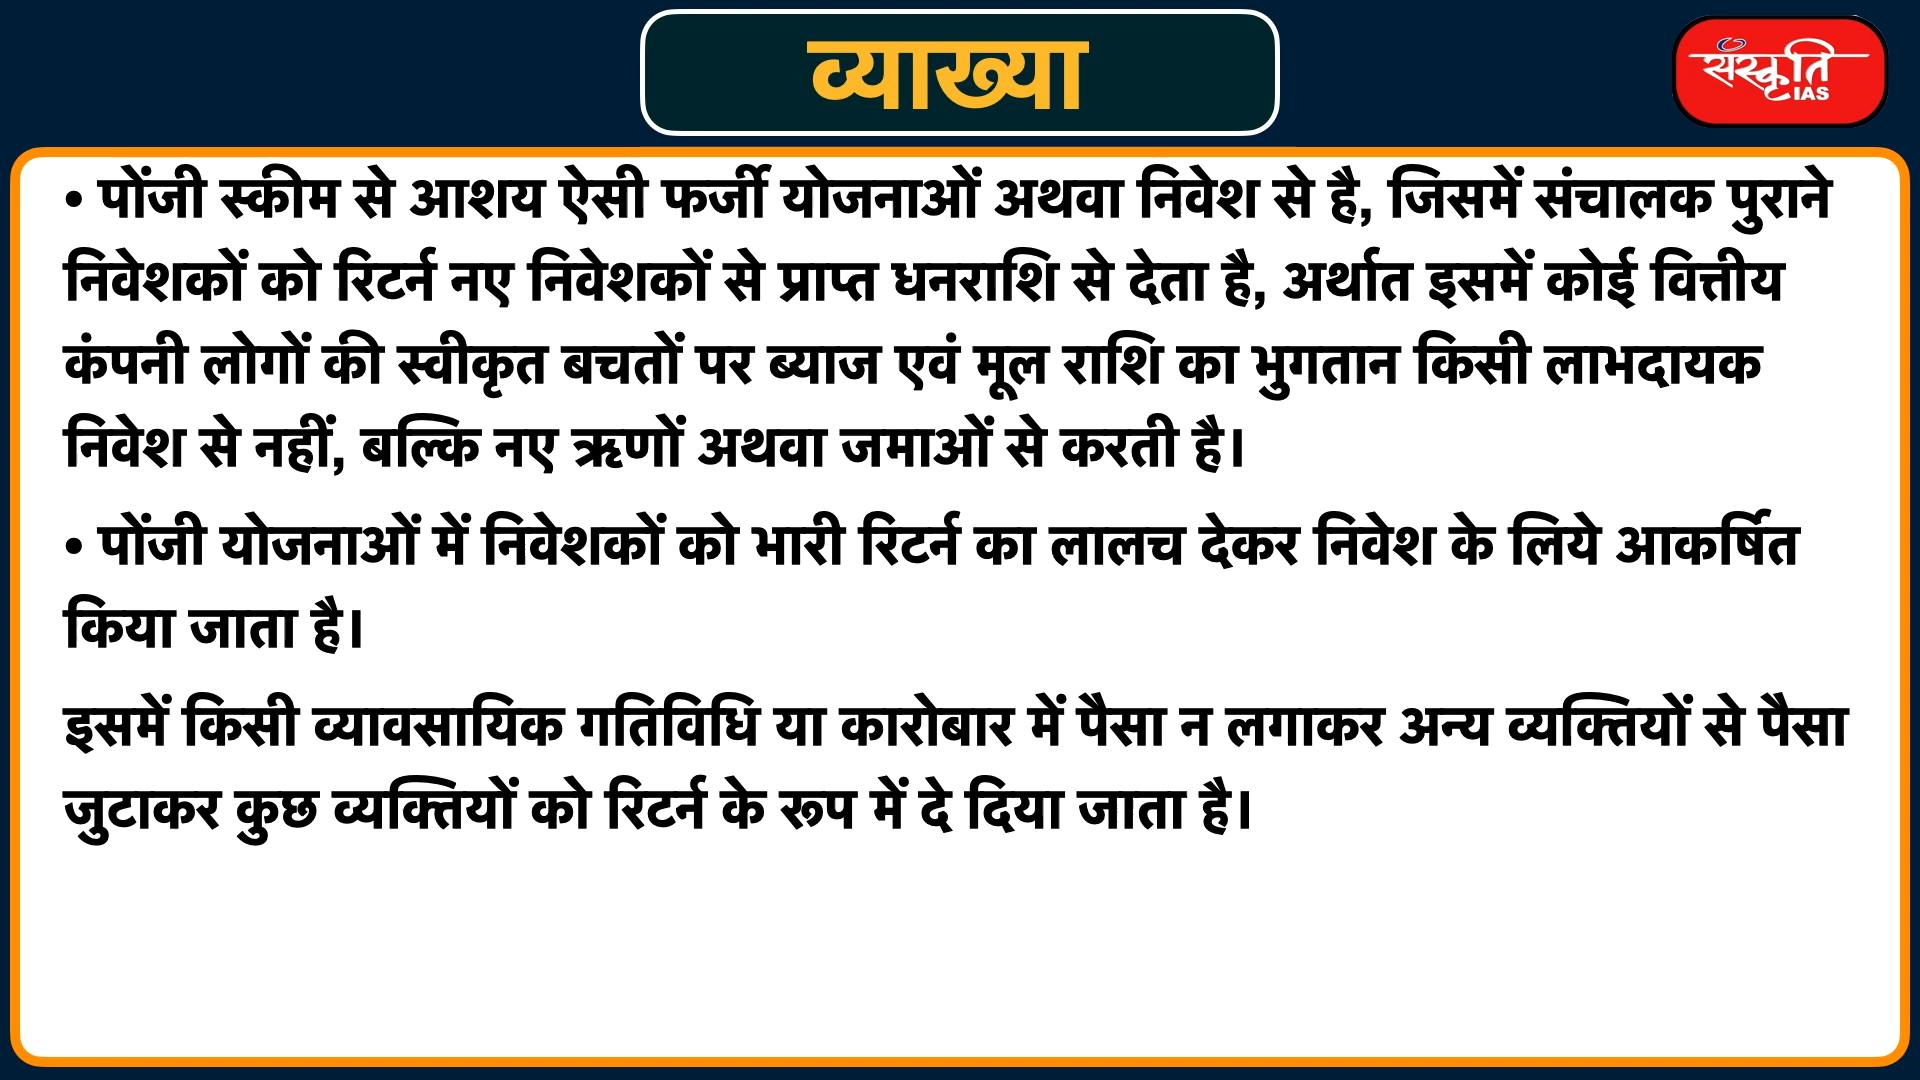 व्याख्या
संस्कृति
IAS
• पोंजी स्कीम से आशय ऐसी फर्जी योजनाओं अथवा निवेश से है, जिसमें संचालक पुराने
निवेशकों को रिटर्न नए निवेशकों से प्राप्त धनराशि से देता है, अर्थात इसमें कोई वित्तीय
कंपनी लोगों की स्वीकृत बचतों पर ब्याज एवं मूल राशि का भुगतान किसी लाभदायक
निवेश से नहीं, बल्कि नए ऋणों अथवा जमाओं से करती है।
• पोंजी योजनाओं में निवेशकों को भारी रिटर्न का लालच देकर निवेश के लिये आकर्षित
किया जाता है।
इसमें किसी व्यावसायिक गतिविधि या कारोबार में पैसा न लगाकर अन्य व्यक्तियों से पैसा
जुटाकर कुछ व्यक्तियों को रिटर्न के रूप में दे दिया जाता है।